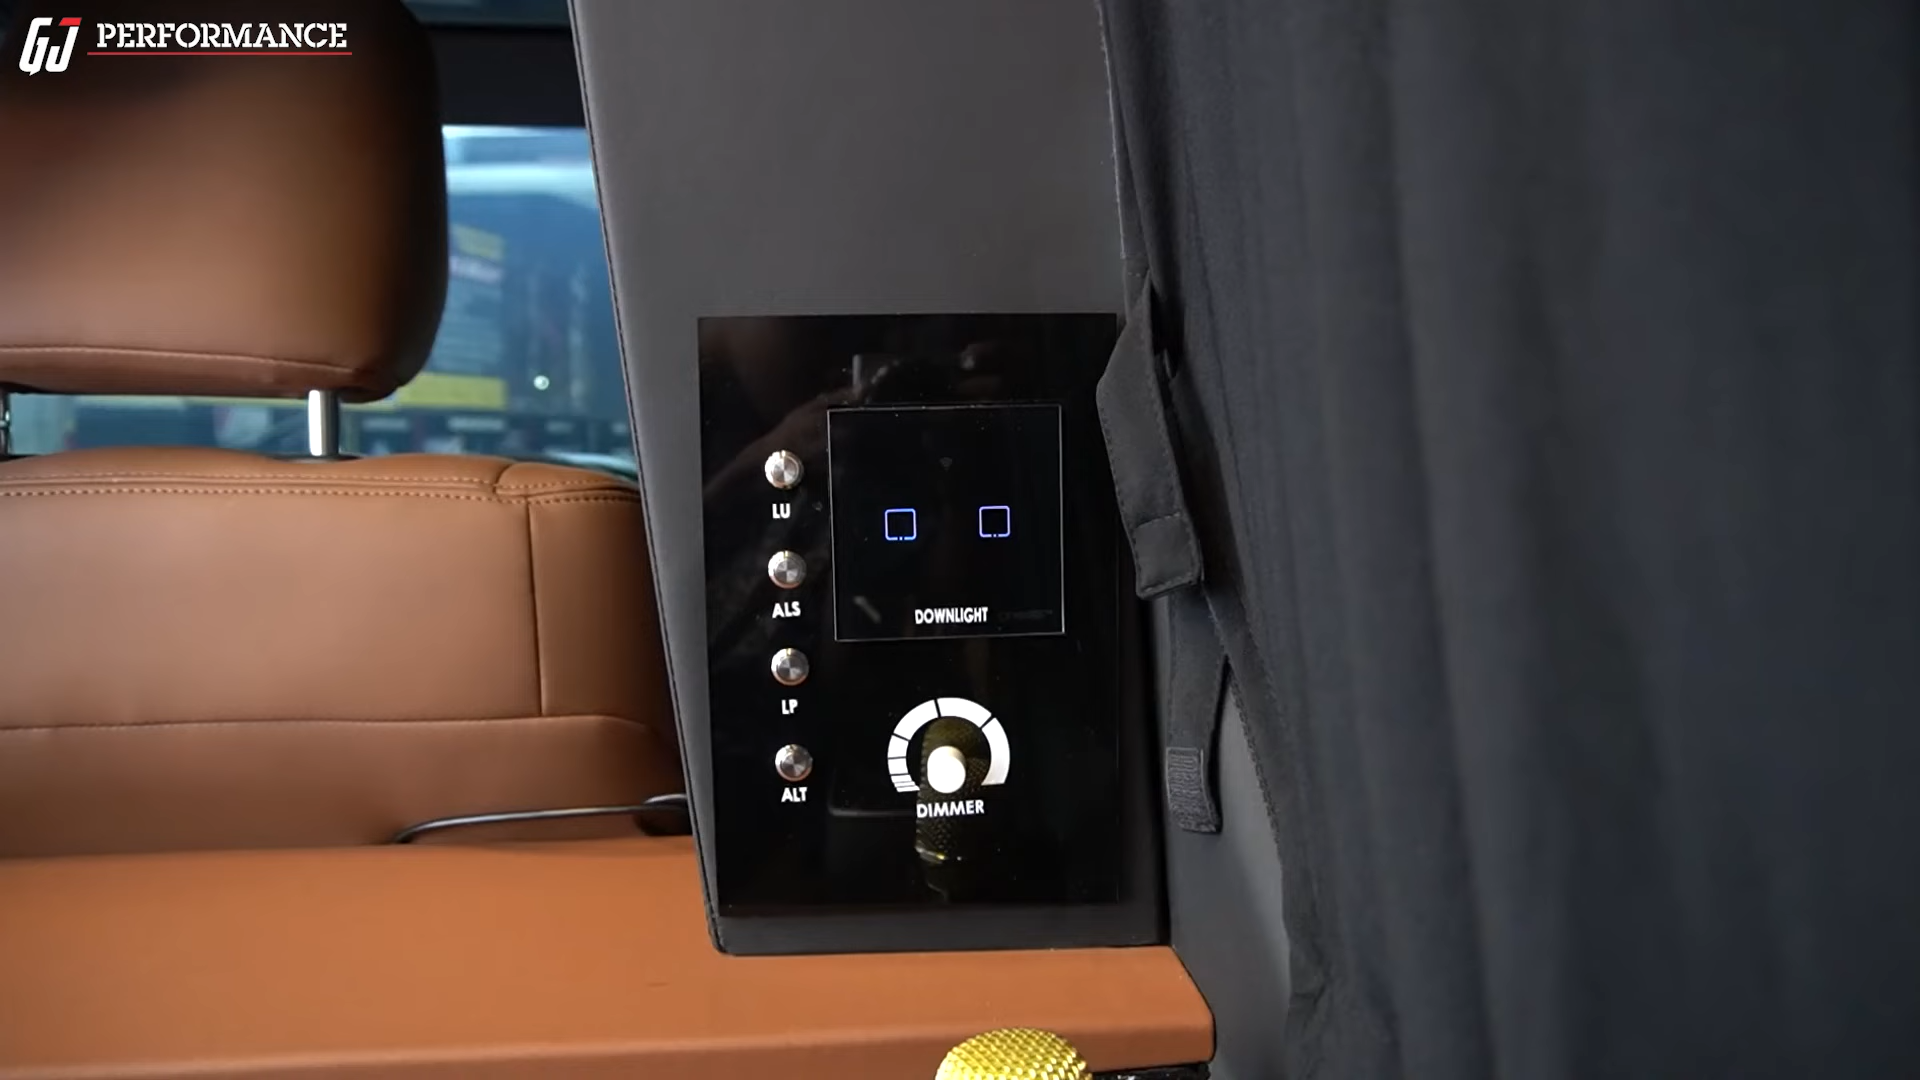 GJ PERFORMANCE
LU
ALS
LP
ALT
DOWNLIGHT
DIMMER